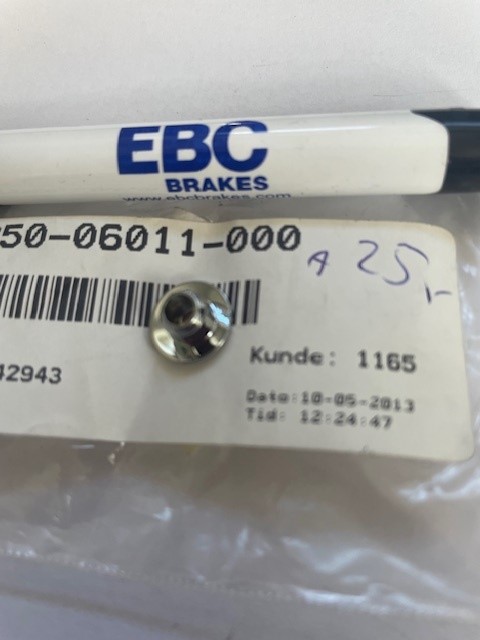 EBC
BRAKES
www.ebcbrakes.com
50-06011-000
A 25,-
Kunde: 1165
42943
Dato:10-05-2013
Tid: 12:24:47